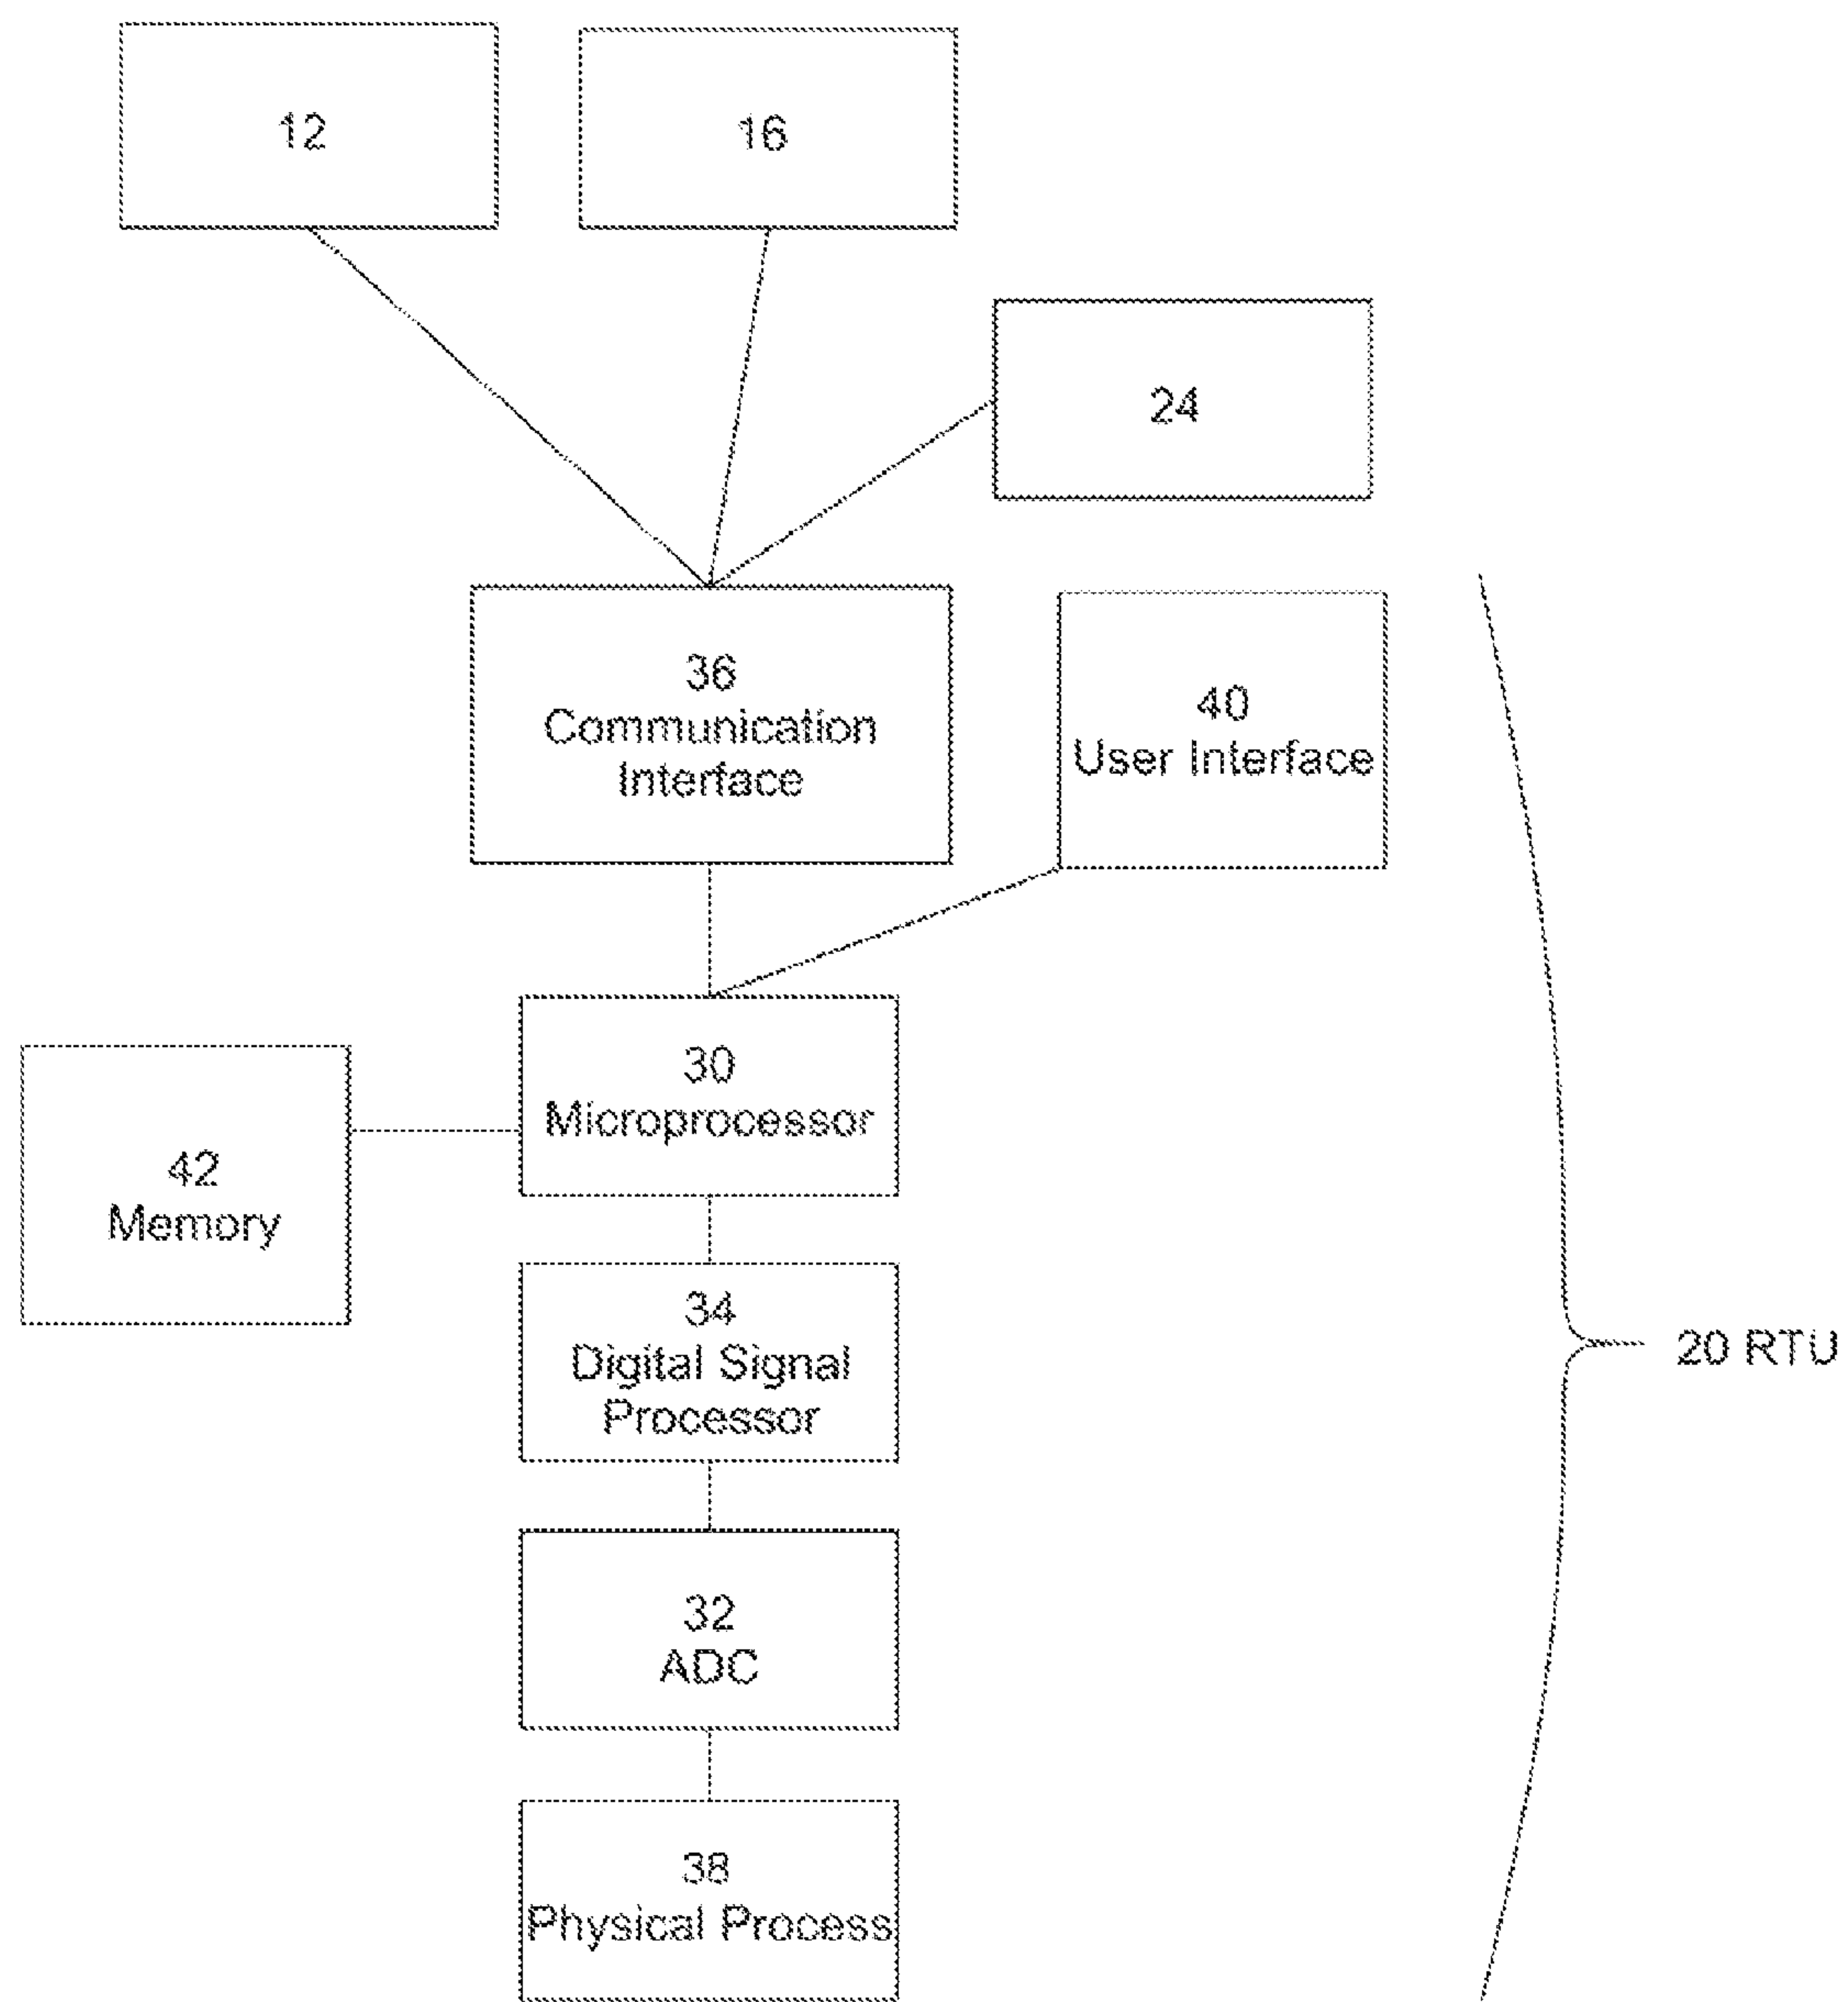 12
16
24
36
Communication
Interface
40
User Interface
30
Microprocessor
42
Memory
34
Digital Signal
Processor
20 RTU
32
ADC
38
Physical Process